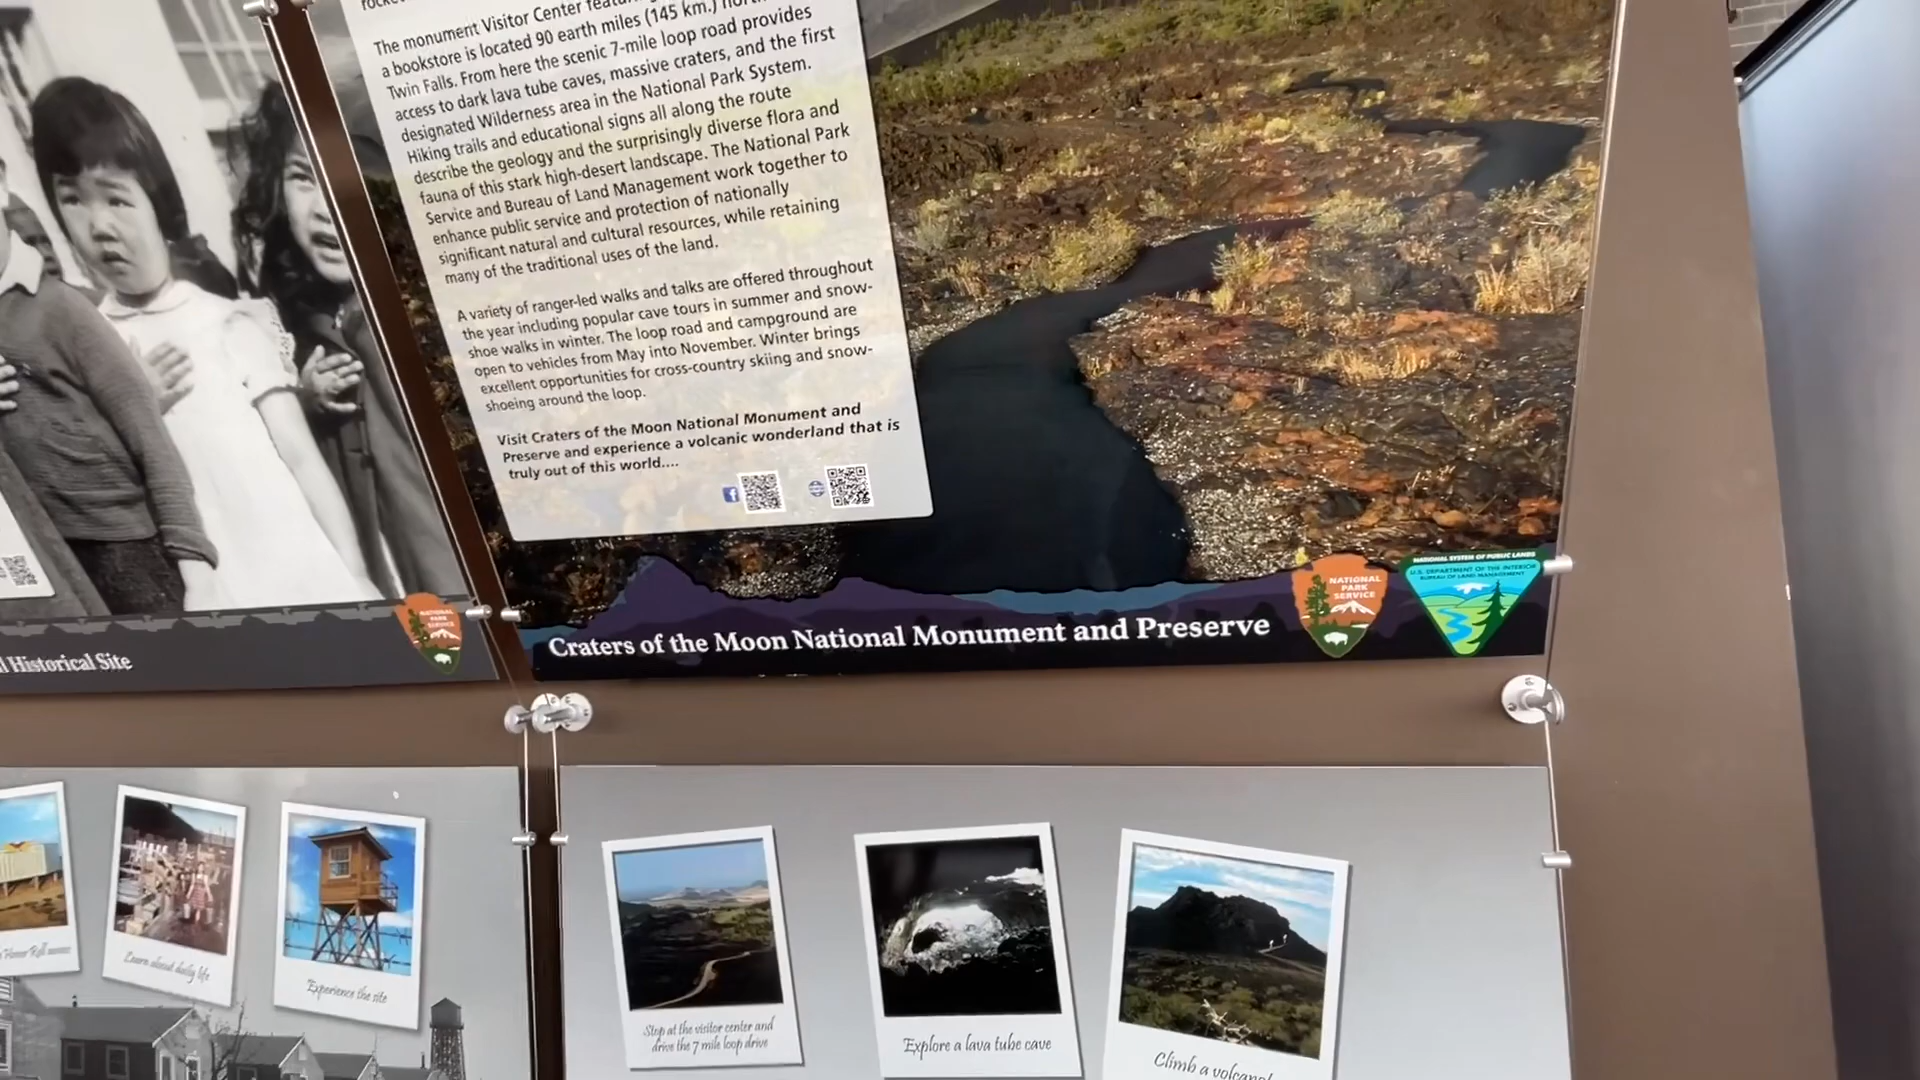 The monument Visitor Center
a bookstore is located 90 earth miles (145 km.)
Twin Falls. From here the scenic 7-mile loop road provides
access to dark lava tube caves, massive craters, and the first
designated Wilderness area in the National Park System.
Hiking trails and educational signs all along the route
describe the geology and the surprisingly diverse flora and
fauna of this stark high-desert landscape. The National Park
Service and Bureau of Land Management work together to
enhance public service and protection of nationally
significant natural and cultural resources, while retaining
many of the traditional uses of the land.
A variety of ranger-led walks and talks are offered throughout
the year including popular cave tours in summer and snow-
shoe walks in winter. The loop road and campground are
open to vehicles from May into November. Winter brings
excellent opportunities for cross-country skiing and snow-
shoeing around the loop.
Visit Craters of the Moon National Monument and
Preserve and experience a volcanic wonderland that is
truly out of this world....
Craters of the Moon National Monument and Preserve
NATIONAL
PARK
SERVICE
NATIONAL SYSTEM OF PUBLIC LANDS
U.S. DEPARTMENT OF THE INTERIOR
BUREAU OF LAND MANAGEMENT
Historical Site
NATIONAL
PARK
SERVICE
Honor Roll
Learn about daily life
Experience the site
Stop at the visitor center and
drive the 7 mile loop drive
Explore a lava tube cave
Climb a volcano!